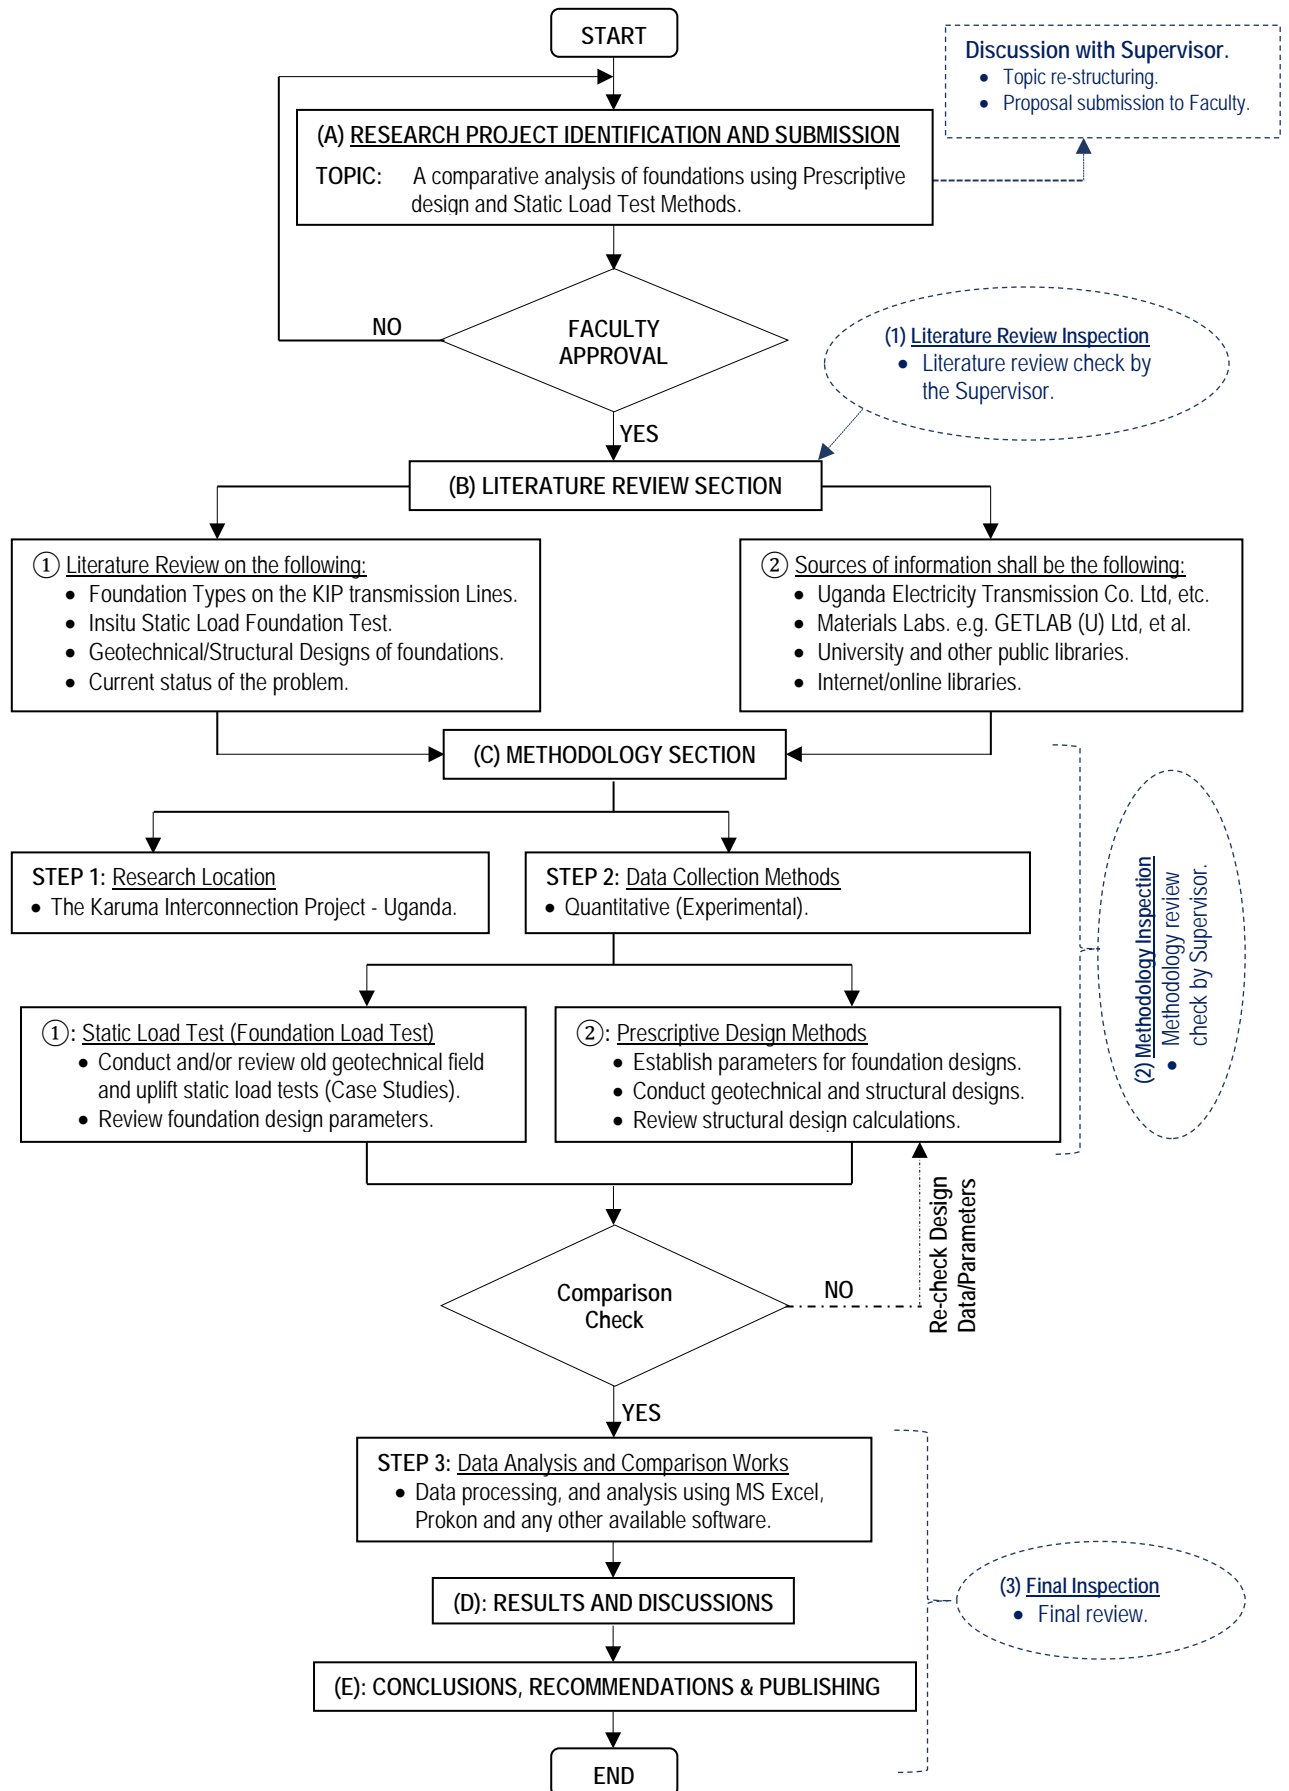 START
Discussion with Supervisor.
• Topic re-structuring.
• Proposal submission to Faculty.
(A) RESEARCH PROJECT IDENTIFICATION AND SUBMISSION
TOPIC: A comparative analysis of foundations using Prescriptive
design and Static Load Test Methods.
NO
FACULTY
APPROVAL
YES
(1) Literature Review Inspection
• Literature review check by
the Supervisor.
(B) LITERATURE REVIEW SECTION
① Literature Review on the following:
• Foundation Types on the KIP transmission Lines.
• Insitu Static Load Foundation Test.
• Geotechnical/Structural Designs of foundations.
• Current status of the problem.
② Sources of information shall be the following:
• Uganda Electricity Transmission Co. Ltd, etc.
• Materials Labs. e.g. GETLAB (U) Ltd, et al.
• University and other public libraries.
• Internet/online libraries.
(C) METHODOLOGY SECTION
STEP 1: Research Location
• The Karuma Interconnection Project - Uganda.
STEP 2: Data Collection Methods
• Quantitative (Experimental).
(2) Methodology Inspection
• Methodology review
check by Supervisor.
①: Static Load Test (Foundation Load Test)
• Conduct and/or review old geotechnical field
and uplift static load tests (Case Studies).
• Review foundation design parameters.
②: Prescriptive Design Methods
• Establish parameters for foundation designs.
• Conduct geotechnical and structural designs.
• Review structural design calculations.
Comparison
Check
NO
Re-check Design
Data/Parameters
YES
STEP 3: Data Analysis and Comparison Works
• Data processing, and analysis using MS Excel,
Prokon and any other available software.
(D): RESULTS AND DISCUSSIONS
(3) Final Inspection
• Final review.
(E): CONCLUSIONS, RECOMMENDATIONS & PUBLISHING
END